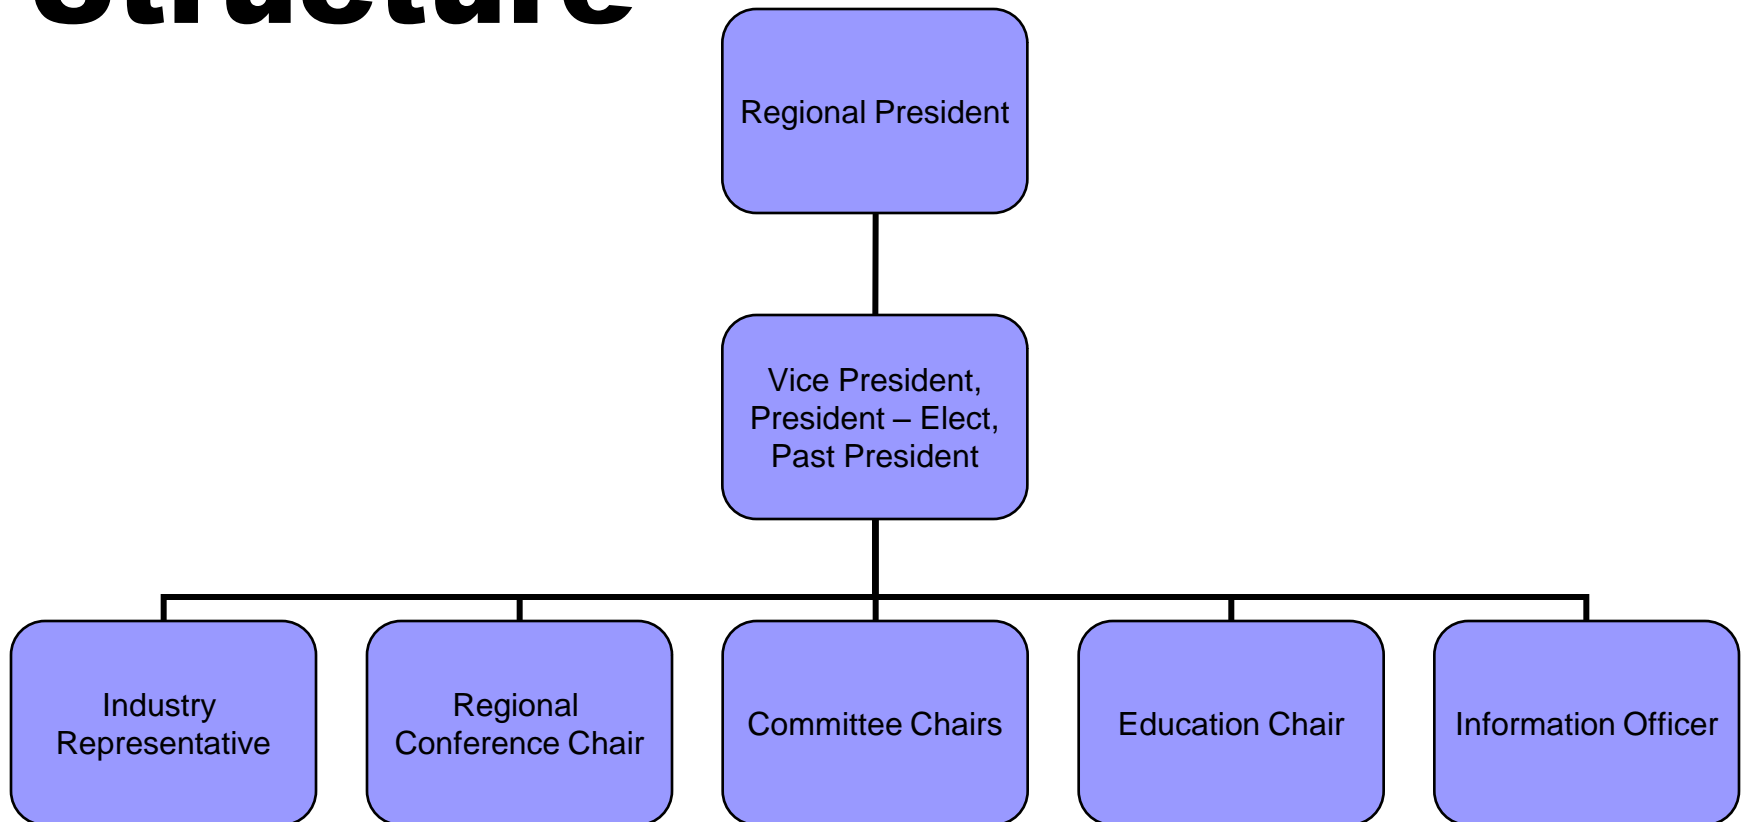 Structure
Regional President
Vice President,
President – Elect,
Past President
Industry
Representative
Regional
Conference Chair
Committee Chairs
Education Chair
Information Officer